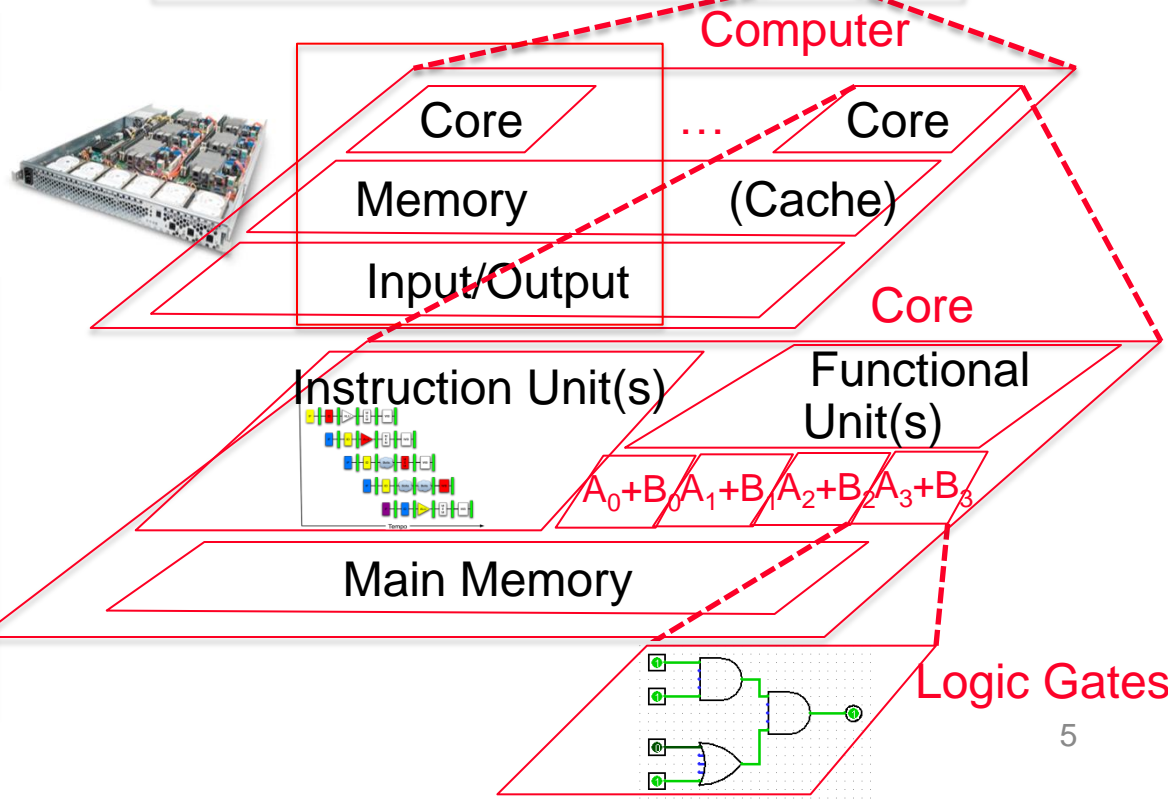 Computer
Core … Core
Memory (Cache)
Input/Output
Core
Instruction Unit(s)
Functional
Unit(s)
A₀+B₀ A₁+B₁ A₂+B₂ A₃+B₃
Tempo
Main Memory
Logic Gates
5